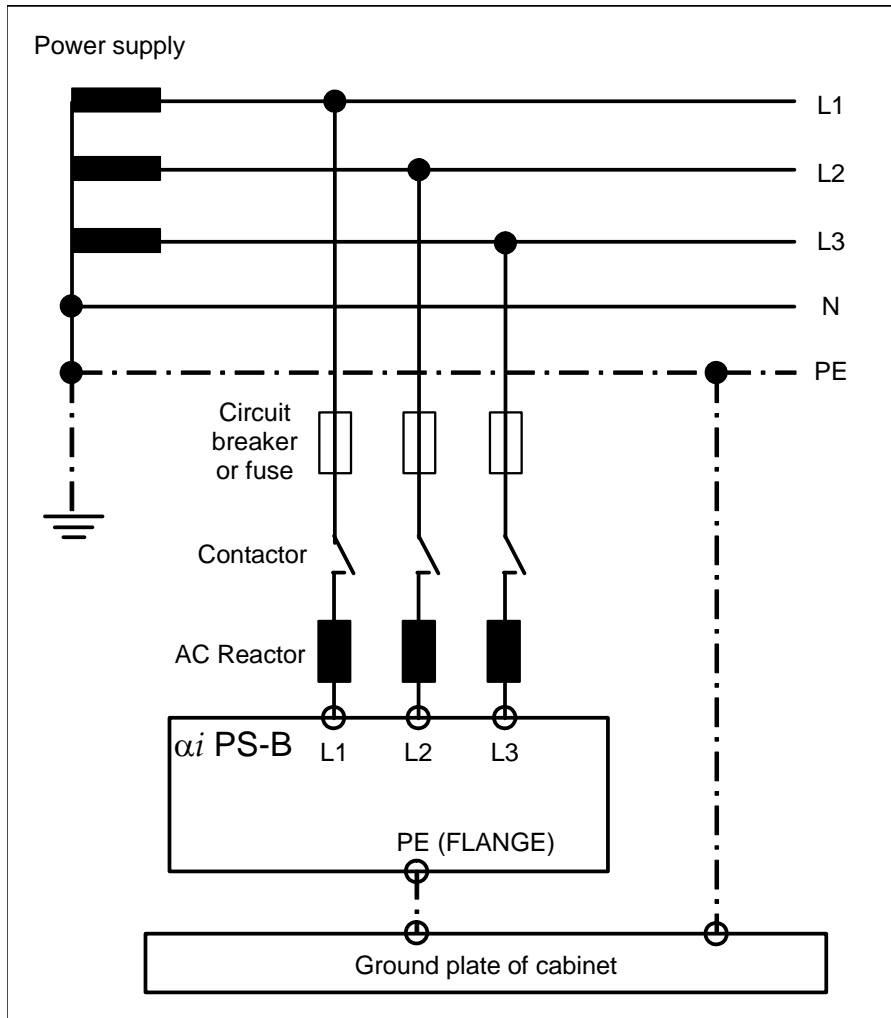 Power supply
L1
L2
L3
N
PE
Circuit
breaker
or fuse
Contactor
AC Reactor
αi PS-B
L1 L2 L3
PE (FLANGE)
Ground plate of cabinet